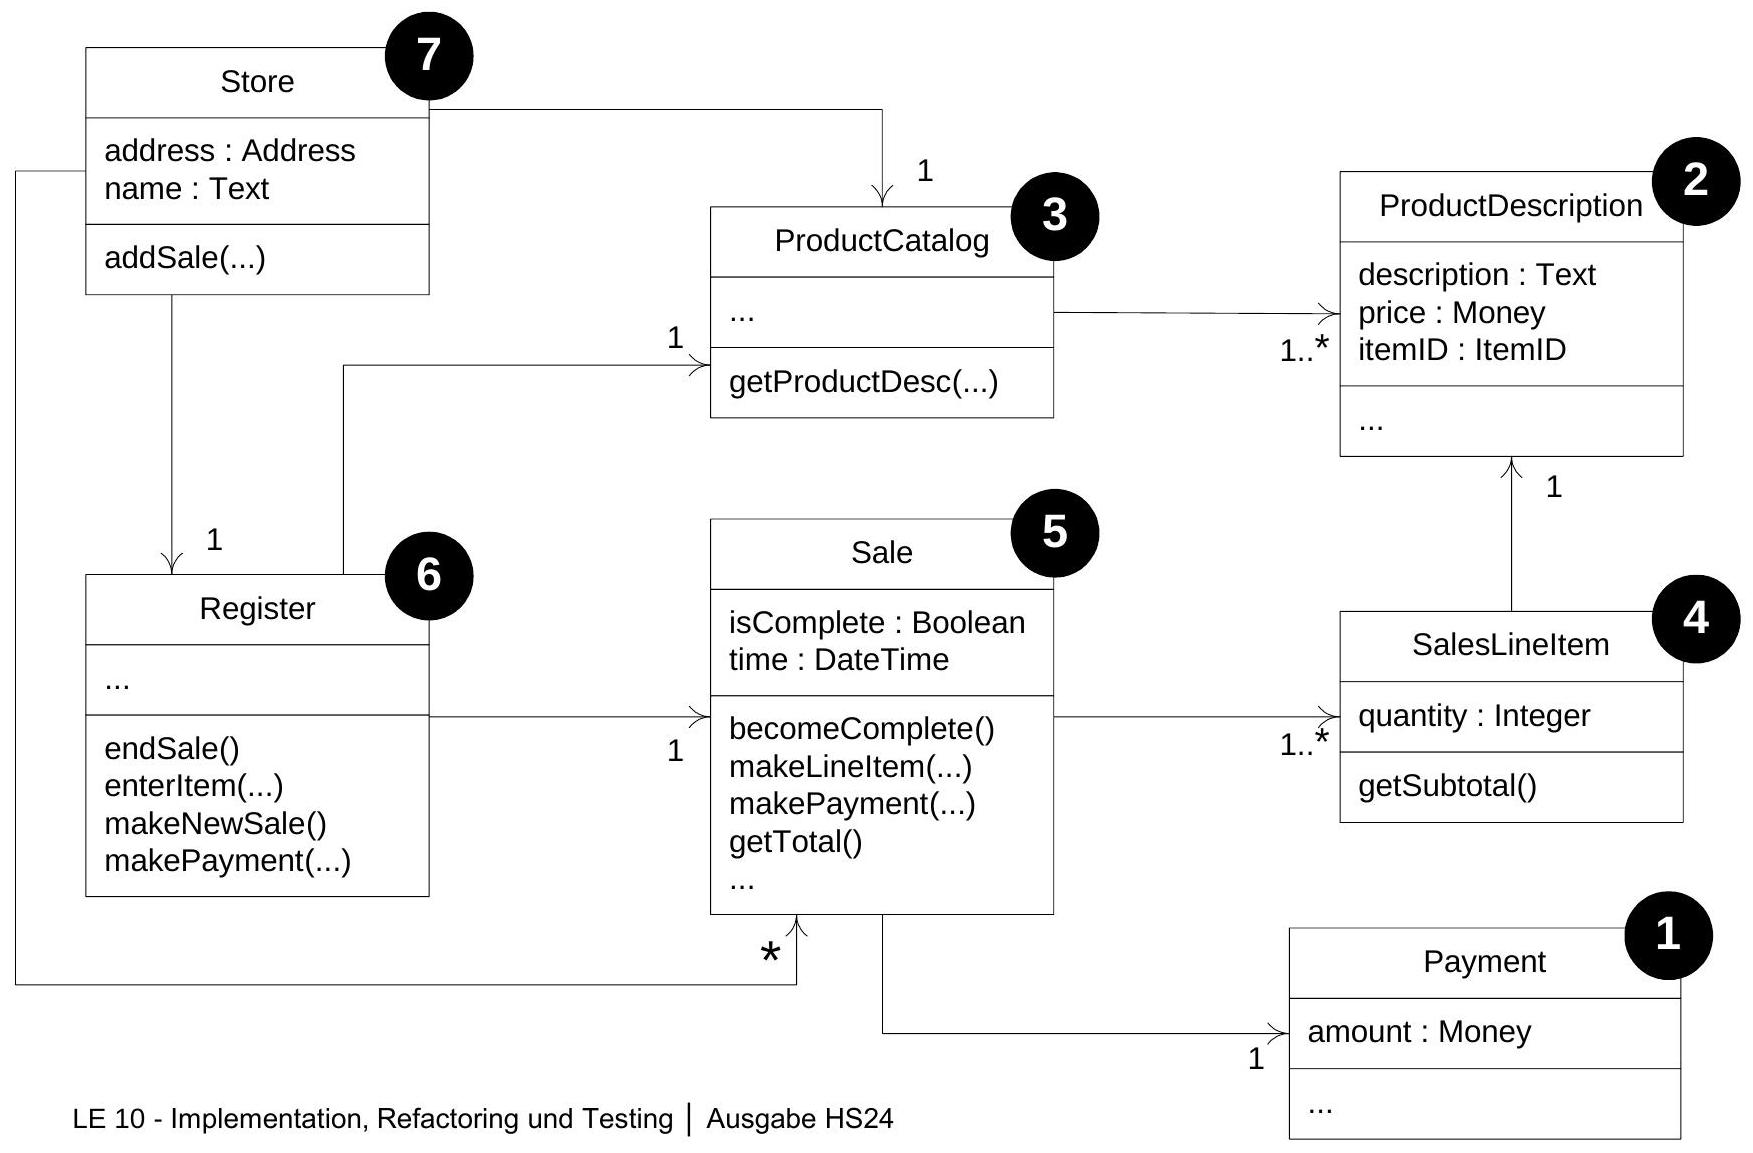 7
Store
address : Address
name : Text
addSale(...)
1
3
ProductCatalog
...
getProductDesc(...)
1
2
ProductDescription
description : Text
price : Money
itemID : ItemID
...
1..*
1
1
6
Register
...
endSale()
enterItem(...)
makeNewSale()
makePayment(...)
1
5
Sale
isComplete : Boolean
time : DateTime
becomeComplete()
makeLineItem(...)
makePayment(...)
getTotal()
...
*
4
SalesLineItem
quantity : Integer
getSubtotal()
1..*
1
Payment
amount : Money
...
1
LE 10 - Implementation, Refactoring und Testing | Ausgabe HS24